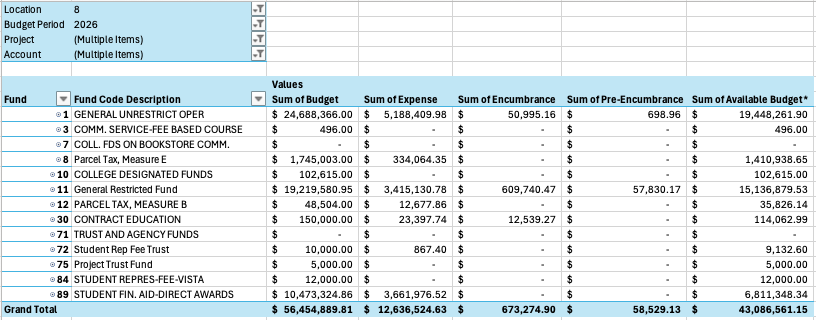 Location 8
Budget Period 2026
Project (Multiple Items)
Account (Multiple Items)
Values
Fund Fund Code Description Sum of Budget Sum of Expense Sum of Encumbrance Sum of Pre-Encumbrance Sum of Available Budget*
1 GENERAL UNRESTRICT OPER $ 24,688,366.00 $ 5,188,409.98 $ 50,995.16 $ 698.96 $ 19,448,261.90
3 COMM. SERVICE-FEE BASED COURSE $ 496.00 $ - $ - $ - $ 496.00
7 COLL. FDS ON BOOKSTORE COMM. $ - $ - $ - $ - $ -
8 Parcel Tax, Measure E $ 1,745,003.00 $ 334,064.35 $ - $ - $ 1,410,938.65
10 COLLEGE DESIGNATED FUNDS $ 102,615.00 $ - $ - $ - $ 102,615.00
11 General Restricted Fund $ 19,219,580.95 $ 3,415,130.78 $ 609,740.47 $ 57,830.17 $ 15,136,879.53
12 PARCEL TAX, MEASURE B $ 48,504.00 $ 12,677.86 $ - $ - $ 35,826.14
30 CONTRACT EDUCATION $ 150,000.00 $ 23,397.74 $ 12,539.27 $ - $ 114,062.99
71 TRUST AND AGENCY FUNDS $ - $ - $ - $ - $ -
72 Student Rep Fee Trust $ 10,000.00 $ 867.40 $ - $ - $ 9,132.60
75 Project Trust Fund $ 5,000.00 $ - $ - $ - $ 5,000.00
84 STUDENT REPRES-FEE-VISTA $ 12,000.00 $ - $ - $ - $ 12,000.00
89 STUDENT FIN. AID-DIRECT AWARDS $ 10,473,324.86 $ 3,661,976.52 $ - $ - $ 6,811,348.34
Grand Total $ 56,454,889.81 $ 12,636,524.63 $ 673,274.90 $ 58,529.13 $ 43,086,561.15